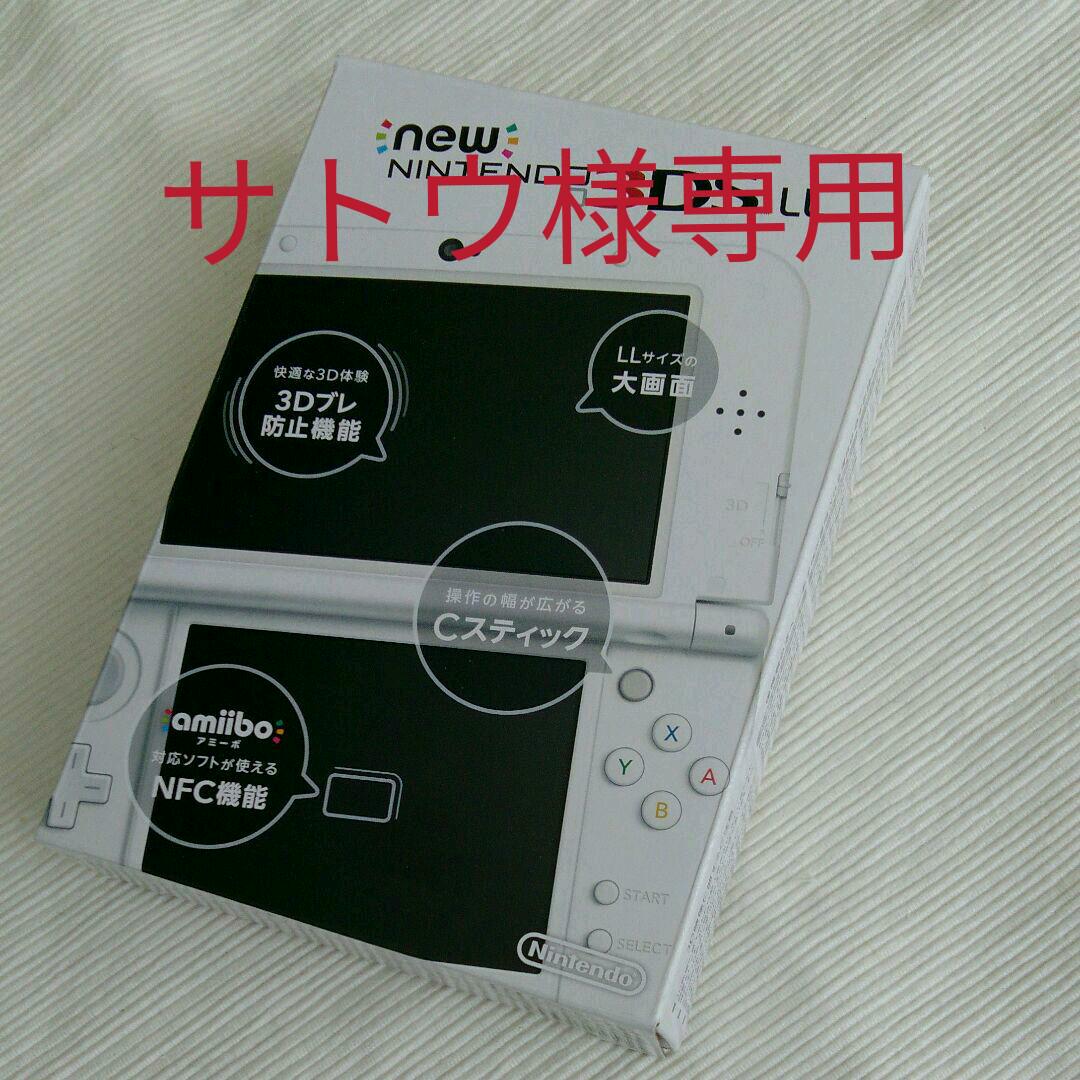 new
NINTENDO 3DS LL
サトウ様専用
快適な3D体験
3Dブレ
防止機能
LLサイズの
大画面
3D
OFF
操作の幅が広がる
Cスティック
amiibo
アミーボ
対応ソフトが使える
NFC機能
X
Y
A
B
START
SELECT
Nintendo